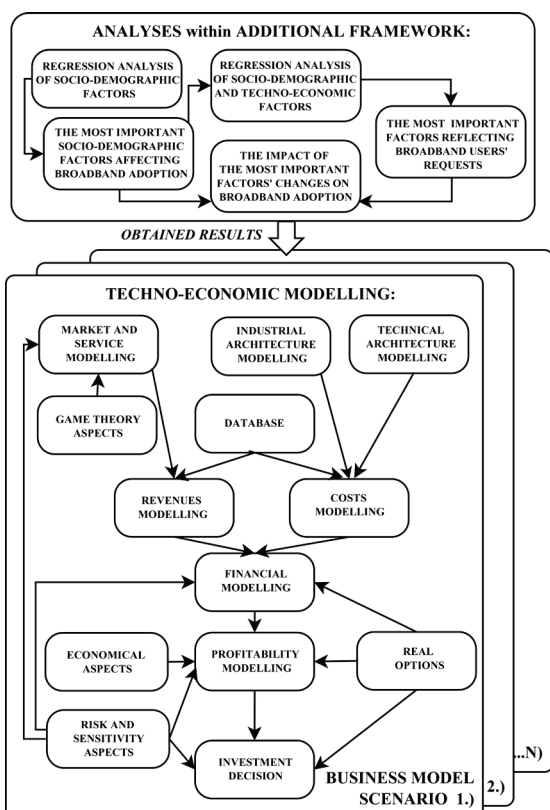 ANALYSES within ADDITIONAL FRAMEWORK:
REGRESSION ANALYSIS
OF SOCIO-DEMOGRAPHIC
FACTORS
REGRESSION ANALYSIS
OF SOCIO-DEMOGRAPHIC
AND TECHNO-ECONOMIC
FACTORS
THE MOST IMPORTANT
SOCIO-DEMOGRAPHIC
FACTORS AFFECTING
BROADBAND ADOPTION
THE MOST IMPORTANT
FACTORS REFLECTING
BROADBAND USERS'
REQUESTS
THE IMPACT OF
THE MOST IMPORTANT
FACTORS' CHANGES ON
BROADBAND ADOPTION
OBTAINED RESULTS
TECHNO-ECONOMIC MODELLING:
MARKET AND
SERVICE
MODELLING
INDUSTRIAL
ARCHITECTURE
MODELLING
TECHNICAL
ARCHITECTURE
MODELLING
GAME THEORY
ASPECTS
DATABASE
REVENUES
MODELLING
COSTS
MODELLING
FINANCIAL
MODELLING
ECONOMICAL
ASPECTS
PROFITABILITY
MODELLING
REAL
OPTIONS
RISK AND
SENSITIVITY
ASPECTS
INVESTMENT
DECISION
BUSINESS MODEL
SCENARIO 1.)
2.)
...N)